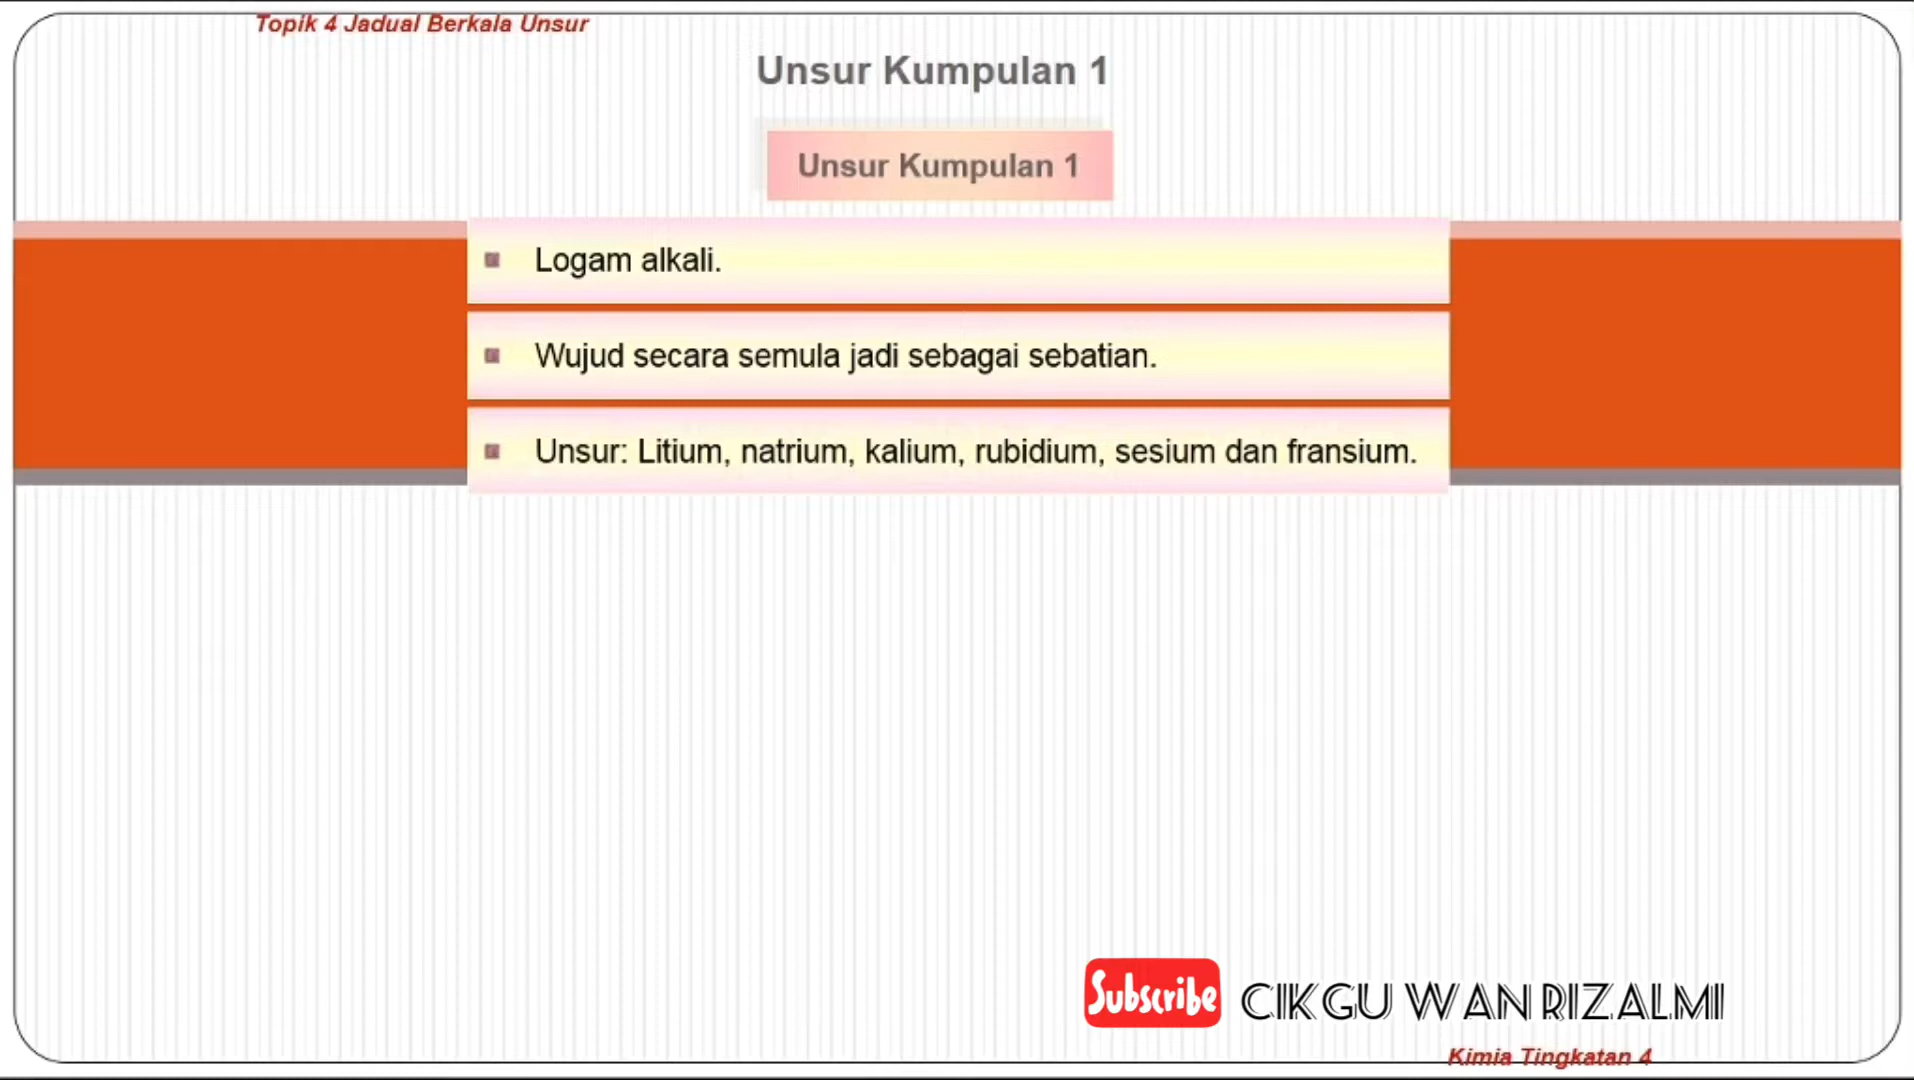 Topik 4 Jadual Berkala Unsur
Unsur Kumpulan 1
Unsur Kumpulan 1
Logam alkali.
Wujud secara semula jadi sebagai sebatian.
Unsur: Litium, natrium, kalium, rubidium, sesium dan fransium.
Subscribe CIKGU WAN RIZALMI
Kimia Tingkatan 4